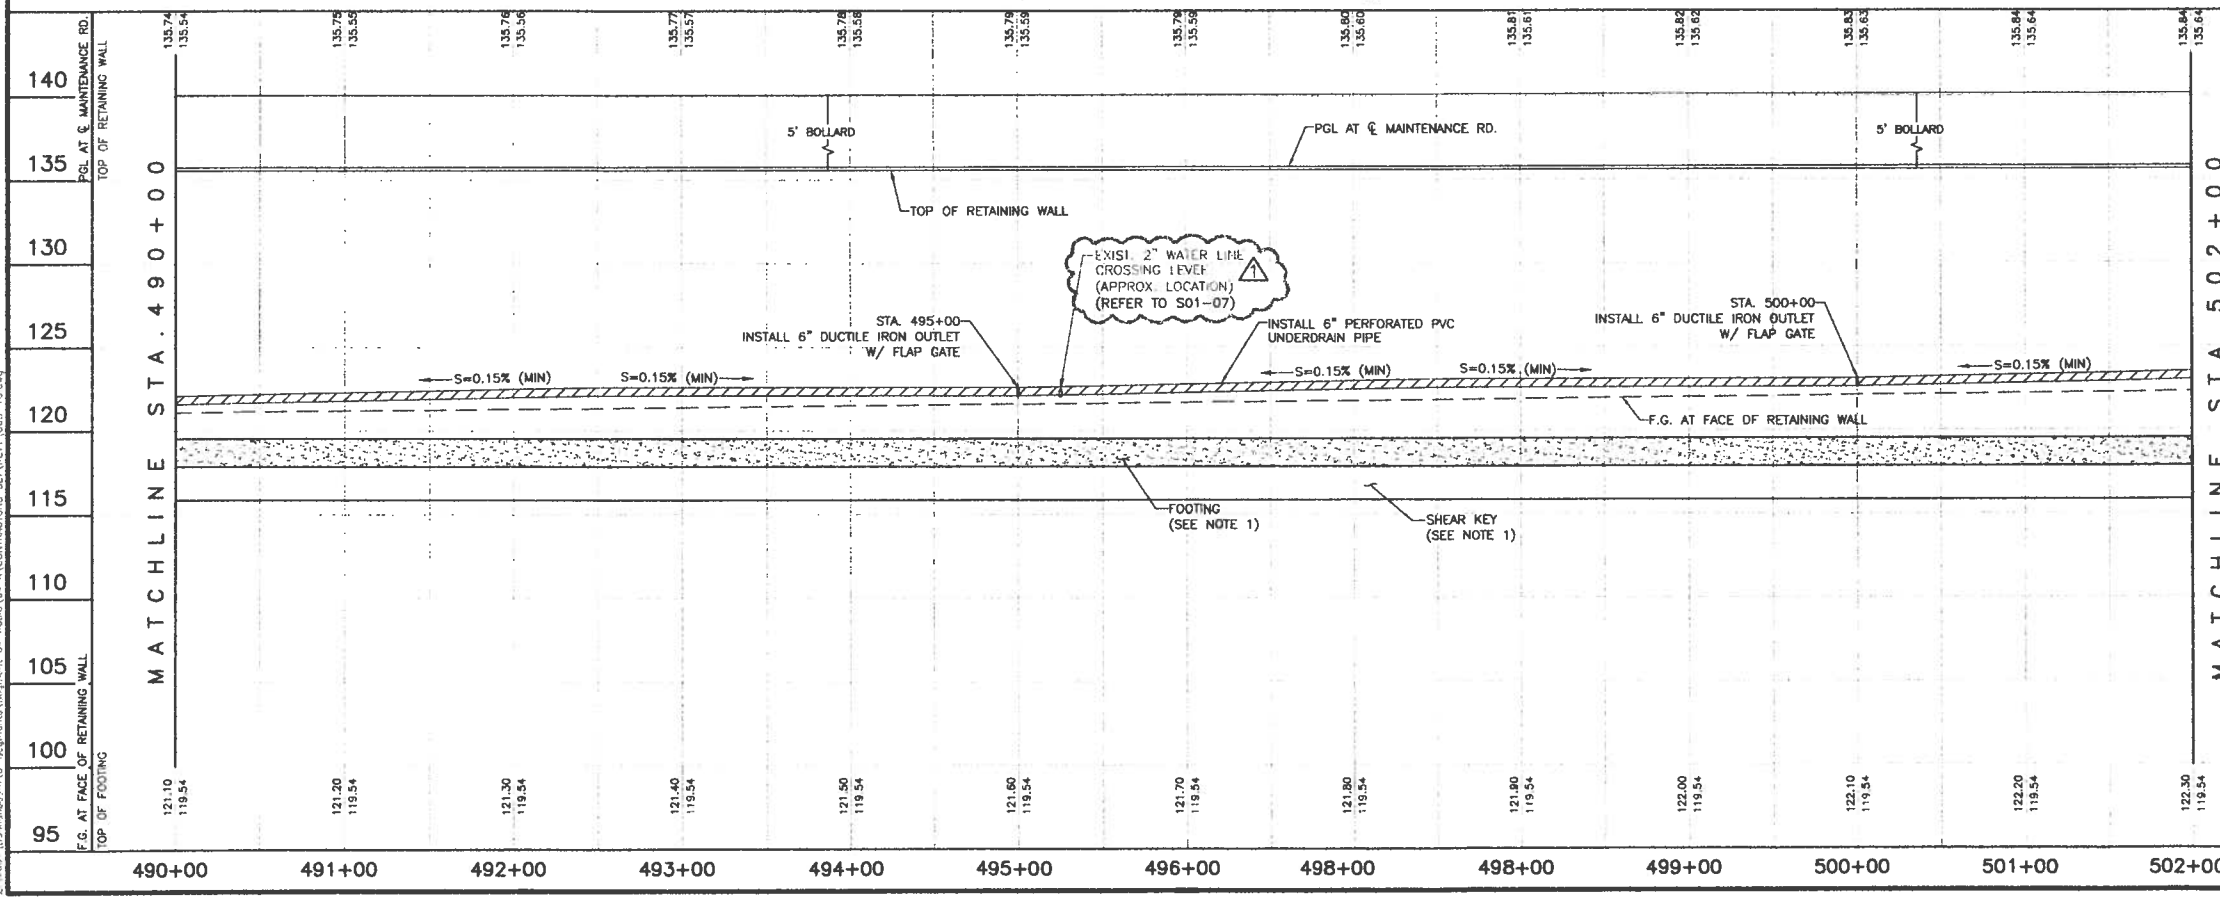 135.74 135.75 135.76 135.77 135.78 135.79 135.79 135.80 135.81 135.82 135.83 135.84 135.84
135.54 135.55 135.56 135.57 135.58 135.59 135.59 135.60 135.61 135.62 135.63 135.64 135.64
PGL AT ℄ MAINTENANCE RD.
TOP OF RETAINING WALL
140
135
130
125
120
115
110
105
100
95
MATCHLINE STA. 490+00
5' BOLLARD
PGL AT ℄ MAINTENANCE RD.
5' BOLLARD
TOP OF RETAINING WALL
EXIST. 2" WATER LINE
CROSSING LEVEE
(APPROX. LOCATION)
(REFER TO S01-07)
1
STA. 495+00
INSTALL 6" DUCTILE IRON OUTLET
W/ FLAP GATE
INSTALL 6" PERFORATED PVC
UNDERDRAIN PIPE
STA. 500+00
INSTALL 6" DUCTILE IRON OUTLET
W/ FLAP GATE
S=0.15% (MIN)
S=0.15% (MIN)
S=0.15% (MIN)
S=0.15% (MIN)
S=0.15% (MIN)
F.G. AT FACE OF RETAINING WALL
FOOTING
(SEE NOTE 1)
SHEAR KEY
(SEE NOTE 1)
MATCHLINE STA 502+00
F.G. AT FACE OF RETAINING WALL
TOP OF FOOTING
121.10 121.20 121.30 121.40 121.50 121.60 121.70 121.80 121.90 122.00 122.10 122.20 122.30
119.54 119.54 119.54 119.54 119.54 119.54 119.54 119.54 119.54 119.54 119.54 119.54 119.54
490+00 491+00 492+00 493+00 494+00 495+00 496+00 498+00 498+00 499+00 500+00 501+00 502+00